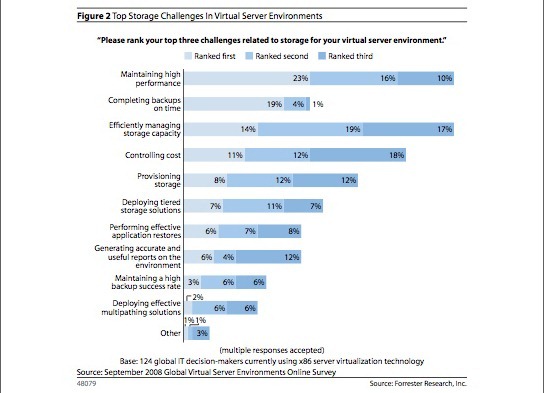 Figure 2 Top Storage Challenges In Virtual Server Environments
"Please rank your top three challenges related to storage for your virtual server environment."
Ranked first Ranked second Ranked third
Maintaining high
performance
23% 16% 10%
Completing backups
on time
19% 4% 1%
Efficiently managing
storage capacity
14% 19% 17%
Controlling cost
11% 12% 18%
Provisioning
storage
8% 12% 12%
Deploying tiered
storage solutions
7% 11% 7%
Performing effective
application restores
6% 7% 8%
Generating accurate and
useful reports on the
environment
6% 4% 12%
Maintaining a high
backup success rate
3% 6% 6%
Deploying effective
multipathing solutions
2% 6% 6%
Other
1% 1% 3%
(multiple responses accepted)
Base: 124 global IT decision-makers currently using x86 server virtualization technology
Source: September 2008 Global Virtual Server Environments Online Survey
48079 Source: Forrester Research, Inc.